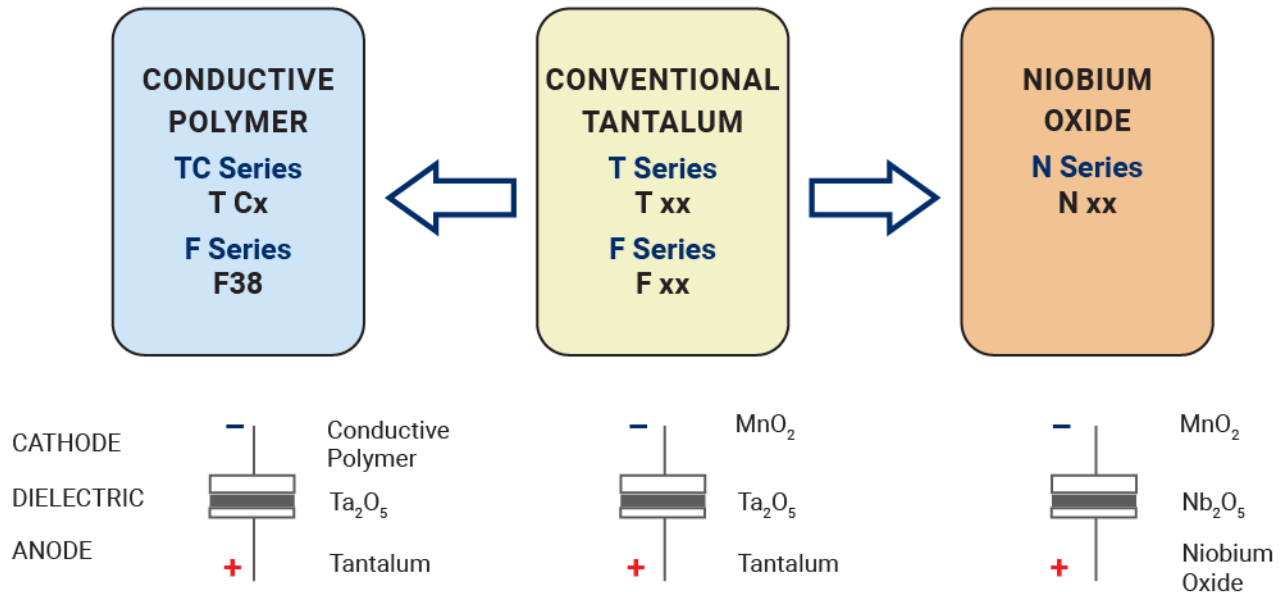 CONDUCTIVE
POLYMER
TC Series
T Cx
F Series
F38
CONVENTIONAL
TANTALUM
T Series
T xx
F Series
F xx
NIOBIUM
OXIDE
N Series
N xx
CATHODE
DIELECTRIC
ANODE
−
Conductive
Polymer
Ta₂O₅
+
Tantalum
−
MnO₂
Ta₂O₅
+
Tantalum
−
MnO₂
Nb₂O₅
+
Niobium
Oxide